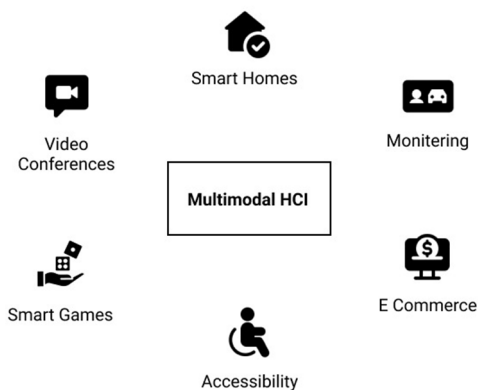 Smart Homes
Video
Conferences
Monitering
Multimodal HCI
$
Smart Games
E Commerce
Accessibility